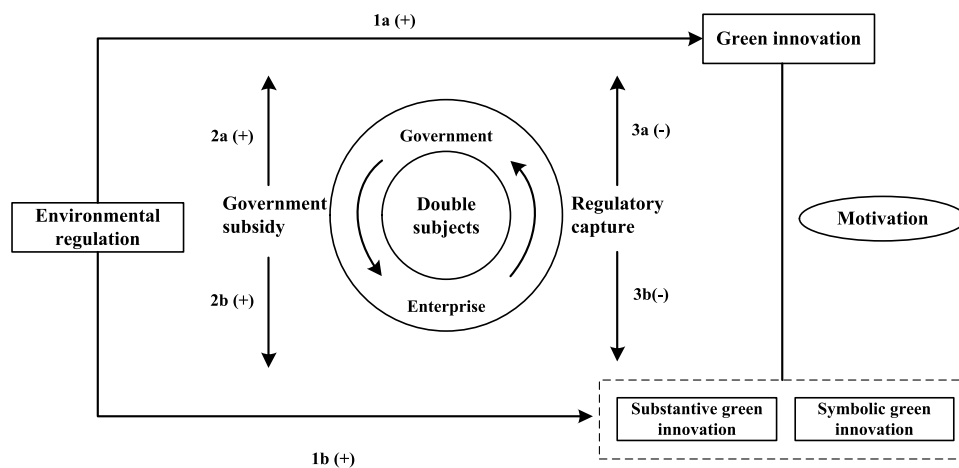 1a (+)
Green innovation
2a (+)
Government
3a (-)
Environmental
regulation
Government
subsidy
Double
subjects
Regulatory
capture
Motivation
2b (+)
Enterprise
3b(-)
Substantive green
innovation
Symbolic green
innovation
1b (+)